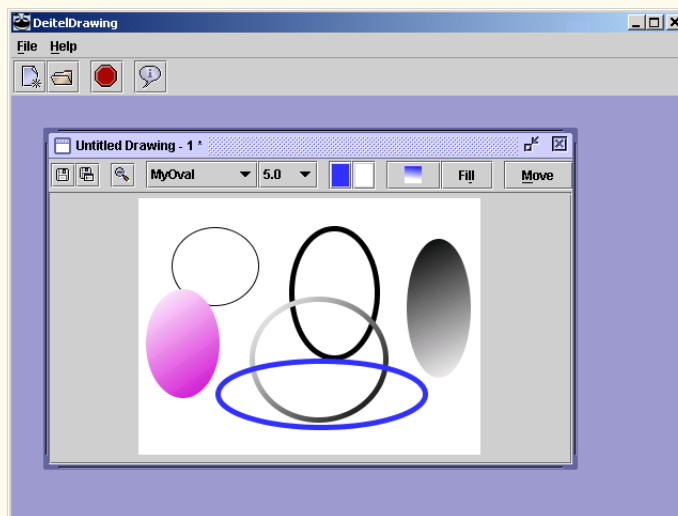 DeitelDrawing
File Help
Untitled Drawing - 1 *
MyOval 5.0 Fill Move